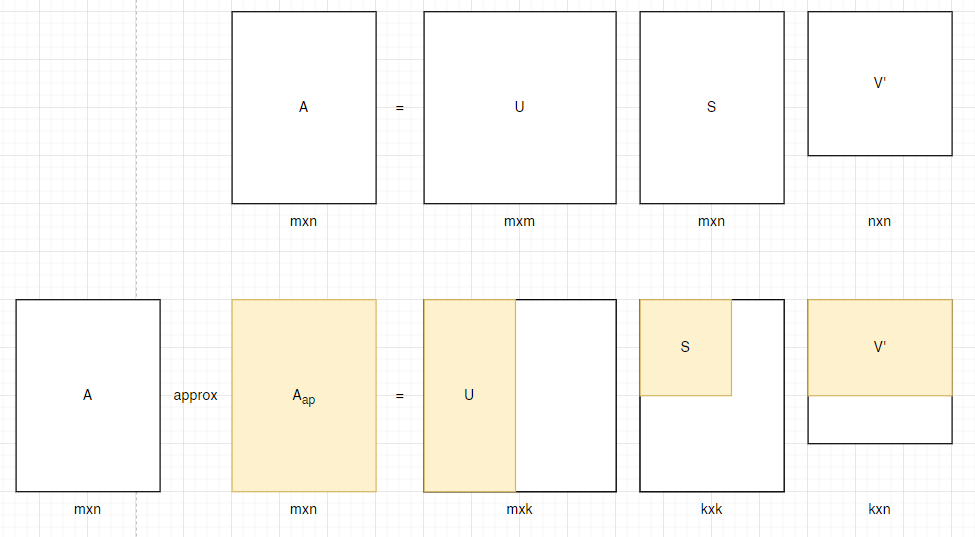 A = U S V'
mxn mxm mxn nxn
A approx Aap = U S V'
mxn mxn mxk kxk kxn